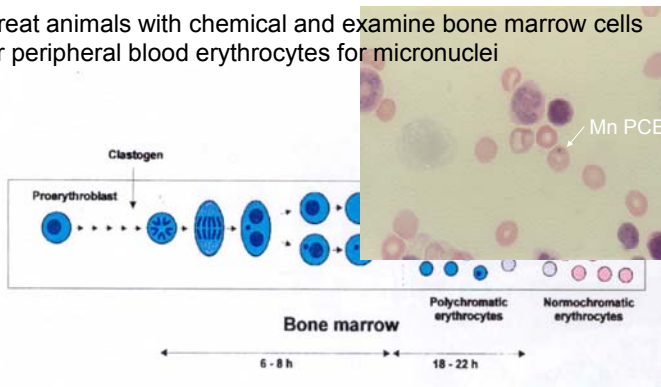 reat animals with chemical and examine bone marrow cells
r peripheral blood erythrocytes for micronuclei
Mn PCE
Clastogen
Proerythroblast
Polychromatic
erythrocytes
Normochromatic
erythrocytes
Bone marrow
6 - 8 h
18 - 22 h